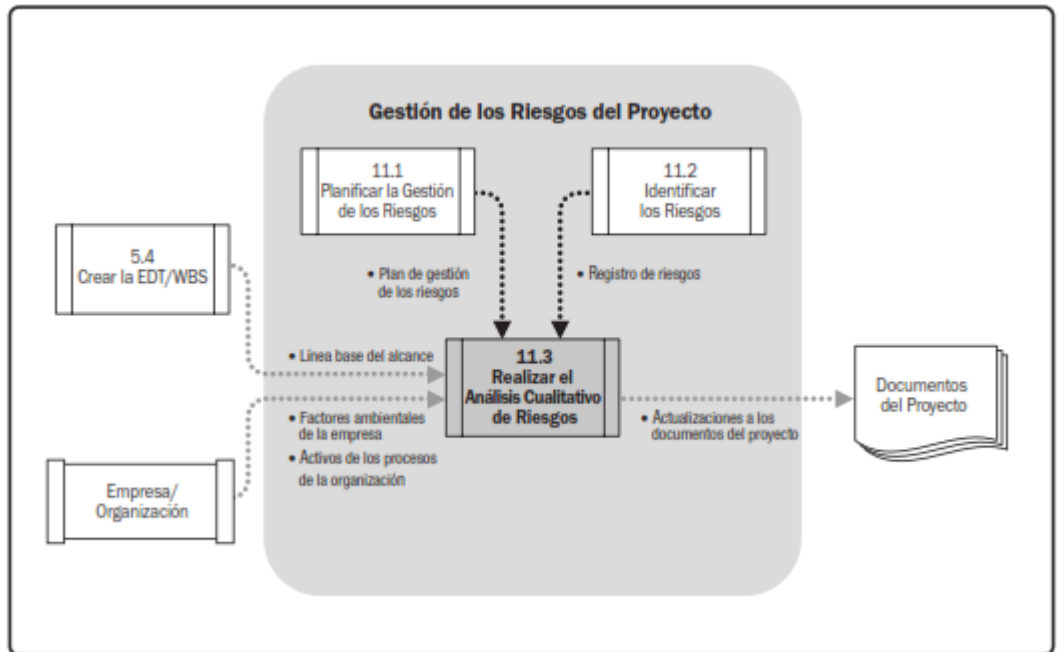 Gestión de los Riesgos del Proyecto
11.1
Planificar la Gestión
de los Riesgos
11.2
Identificar
los Riesgos
5.4
Crear la EDT/WBS
• Plan de gestión
de los riesgos
• Registro de riesgos
• Línea base del alcance
11.3
Realizar el
Análisis Cualitativo
de Riesgos
Documentos
del Proyecto
• Factores ambientales
de la empresa
• Activos de los procesos
de la organización
• Actualizaciones a los
documentos del proyecto
Empresa/
Organización